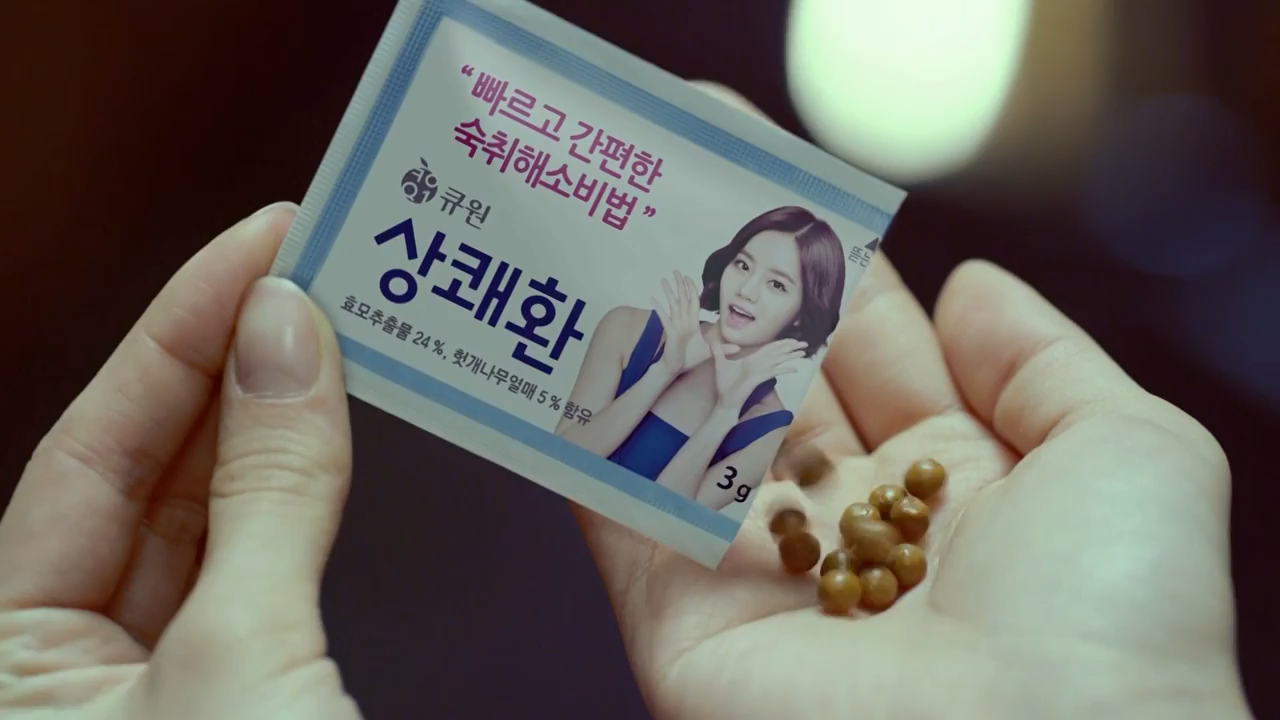 “빠르고 간편한
숙취해소비법”
큐원
상쾌환
효모추출물 24%, 헛개나무열매 5% 함유
3g